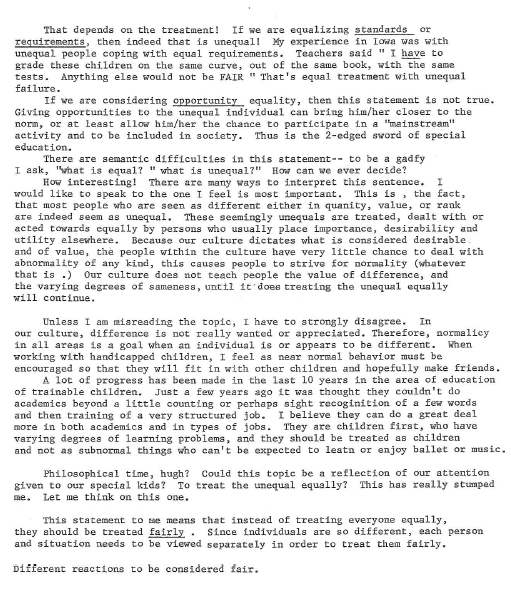 That depends on the treatment! If we are equalizing standards or
requirements, then indeed that is unequal! My experience in Iowa was with
unequal people coping with equal requirements. Teachers said " I have to
grade these children on the same curve, out of the same book, with the same
tests. Anything else would not be FAIR " That's equal treatment with unequal
failure.
If we are considering opportunity equality, then this statement is not true.
Giving opportunities to the unequal individual can bring him/her closer to the
norm, or at least allow him/her the chance to participate in a "mainstream"
activity and to be included in society. Thus is the 2-edged sword of special
education.
There are semantic difficulties in this statement-- to be a gadfy
I ask, "what is equal? " what is unequal?" How can we ever decide?
How interesting! There are many ways to interpret this sentence. I
would like to speak to the one I feel is most important. This is , the fact,
that most people who are seen as different either in quanity, value, or rank
are indeed seem as unequal. These seemingly unequals are treated, dealt with or
acted towards equally by persons who usually place importance, desirability and
utility elsewhere. Because our culture dictates what is considered desirable
and of value, the people within the culture have very little chance to deal with
abnormality of any kind, this causes people to strive for normality (whatever
that is .) Our culture does not teach people the value of difference, and
the varying degrees of sameness, until it does treating the unequal equally
will continue.
Unless I am misreading the topic, I have to strongly disagree. In
our culture, difference is not really wanted or appreciated. Therefore, normalicy
in all areas is a goal when an individual is or appears to be different. When
working with handicapped children, I feel as near normal behavior must be
encouraged so that they will fit in with other children and hopefully make friends.
A lot of progress has been made in the last 10 years in the area of education
of trainable children. Just a few years ago it was thought they couldn't do
academics beyond a little counting or perhaps sight recoginition of a few words
and then training of a very structured job. I believe they can do a great deal
more in both academics and in types of jobs. They are children first, who have
varying degrees of learning problems, and they should be treated as children
and not as subnormal things who can't be expected to leatn or enjoy ballet or music.
Philosophical time, hugh? Could this topic be a reflection of our attention
given to our special kids? To treat the unequal equally? This has really stumped
me. Let me think on this one.
This statement to me means that instead of treating everyone equally,
they should be treated fairly . Since individuals are so different, each person
and situation needs to be viewed separately in order to treat them fairly.
Different reactions to be considered fair.